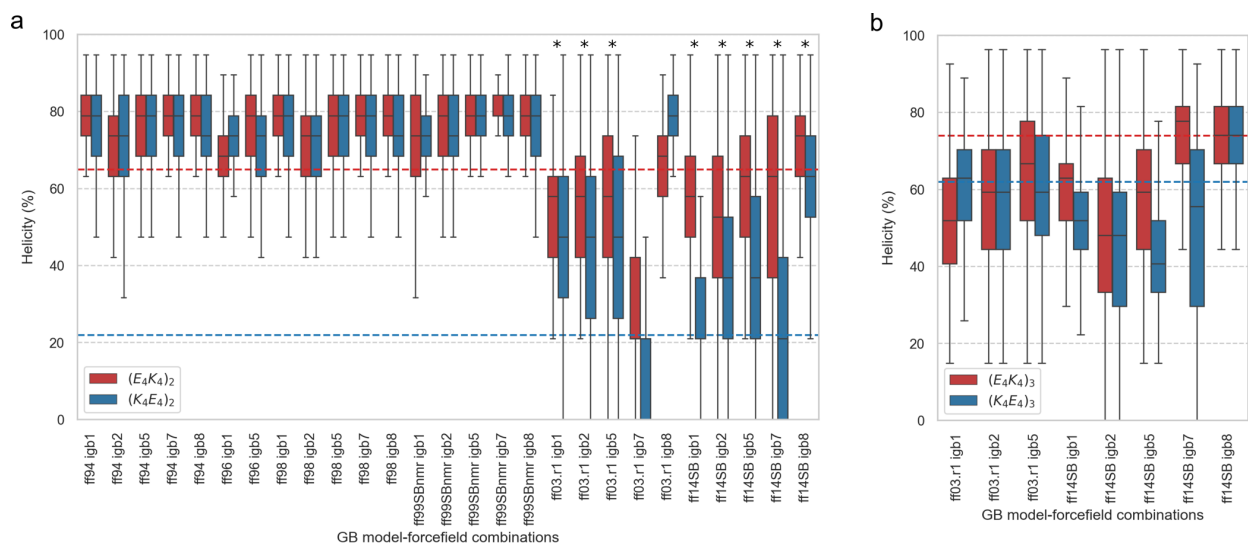 a
100
80
60
40
20
0
Helicity (%)
* * * * * * * *
(E₄K₄)₂
(K₄E₄)₂
ff94 igb1
ff94 igb2
ff94 igb5
ff94 igb7
ff94 igb8
ff96 igb1
ff98 igb5
ff98 igb1
ff98 igb2
ff98 igb5
ff98 igb7
ff98 igb8
ff99SBnmr igb1
ff99SBnmr igb2
ff99SBnmr igb5
ff99SBnmr igb7
ff99SBnmr igb8
ff03.r1 igb1
ff03.r1 igb2
ff03.r1 igb5
ff03.r1 igb7
ff03.r1 igb8
ff14SB igb1
ff14SB igb2
ff14SB igb5
ff14SB igb7
ff14SB igb8
GB model-forcefield combinations
b
100
80
60
40
20
0
Helicity (%)
(E₄K₄)₃
(K₄E₄)₃
ff03.r1 igb1
ff03.r1 igb2
ff03.r1 igb5
ff14SB igb1
ff14SB igb2
ff14SB igb5
ff14SB igb7
ff14SB igb8
GB model-forcefield combinations